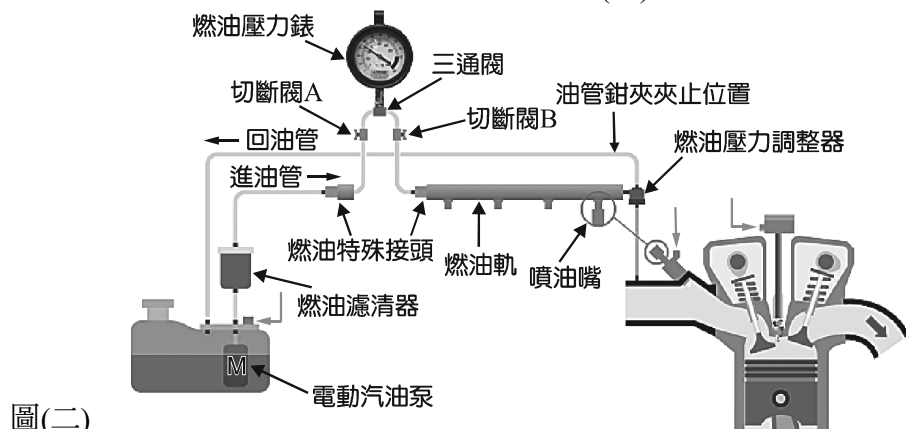 燃油壓力錶
三通閥
切斷閥A
切斷閥B
油管鉗夾夾止位置
回油管
燃油壓力調整器
進油管
燃油特殊接頭
燃油軌
噴油嘴
燃油濾清器
M
電動汽油泵
圖(二)